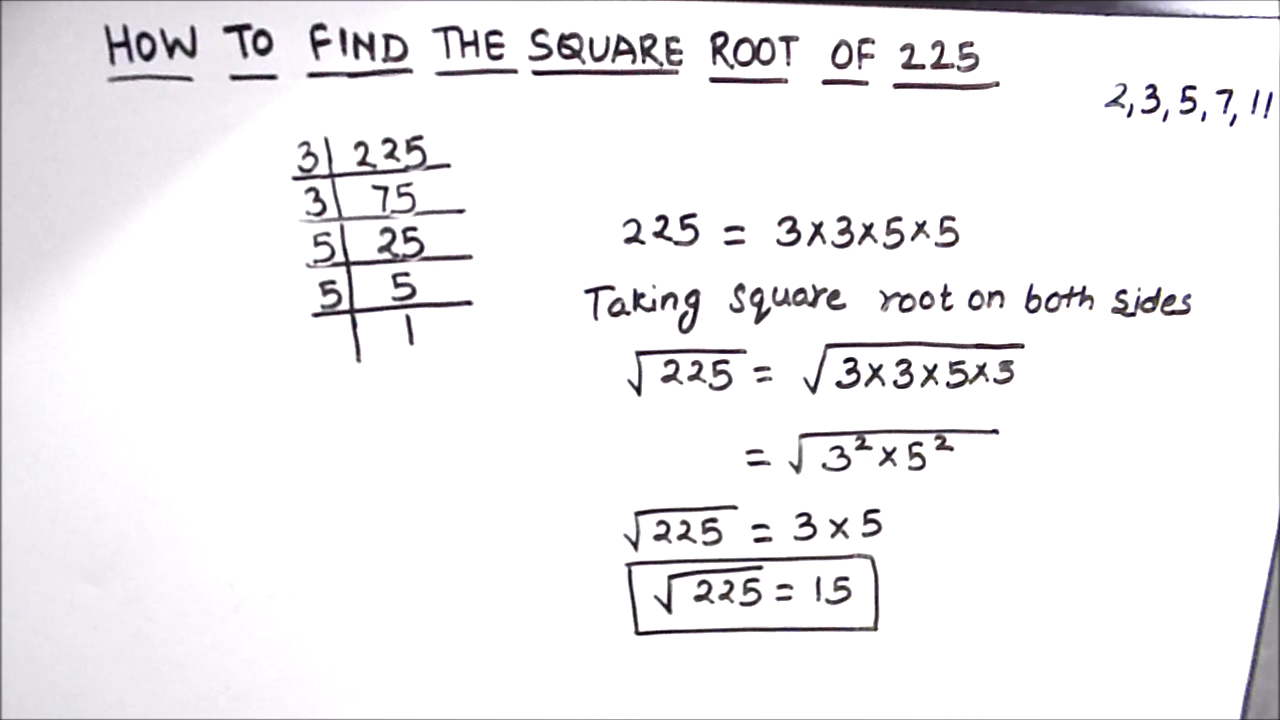 HOW TO FIND THE SQUARE ROOT OF 225
2,3,5,7,11
3 225
3 75
5 25
5 5
1
225 = 3×3×5×5
Taking square root on both sides
√225 = √3×3×5×5
= √3²×5²
√225 = 3×5
√225 = 15